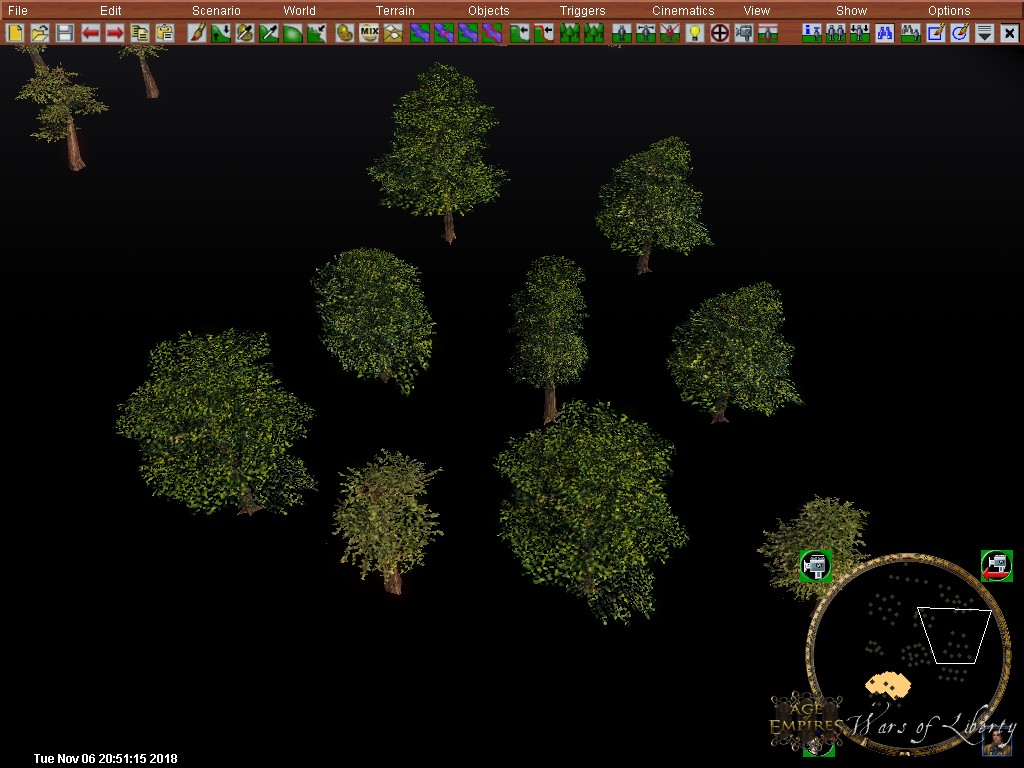 File Edit Scenario World Terrain Objects Triggers Cinematics View Show Options
MIX
AGE
OF
EMPIRES
Wars of Liberty
Tue Nov 06 20:51:15 2018